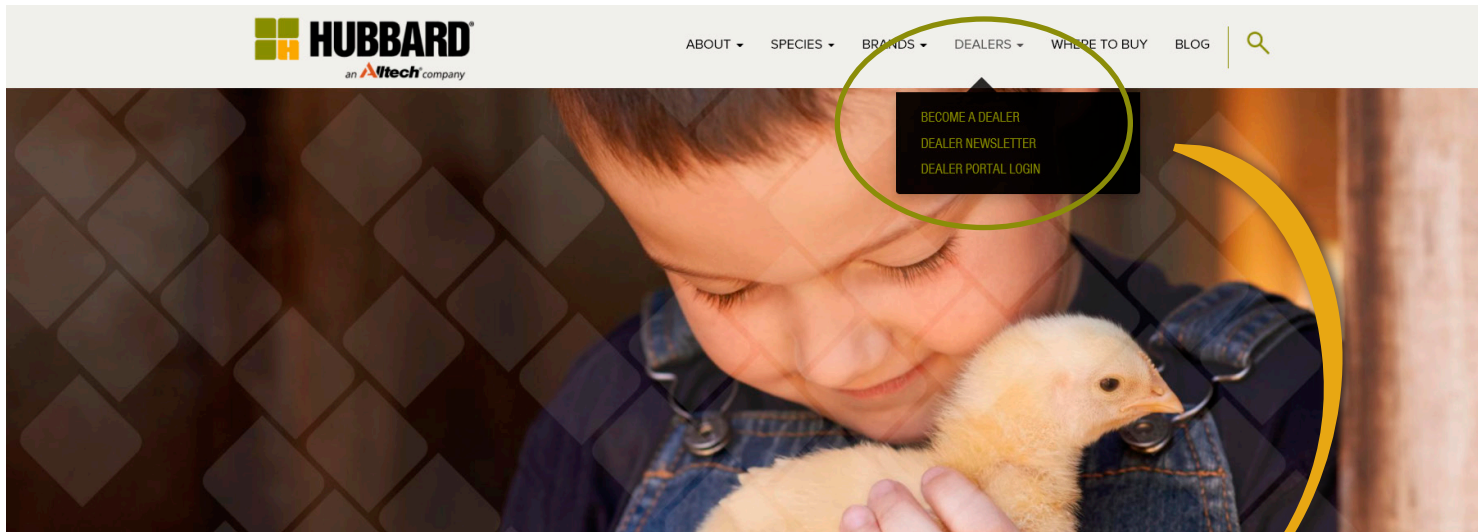 HUBBARD®
an Alltech® company
ABOUT SPECIES BRANDS DEALERS WHERE TO BUY BLOG
BECOME A DEALER
DEALER NEWSLETTER
DEALER PORTAL LOGIN